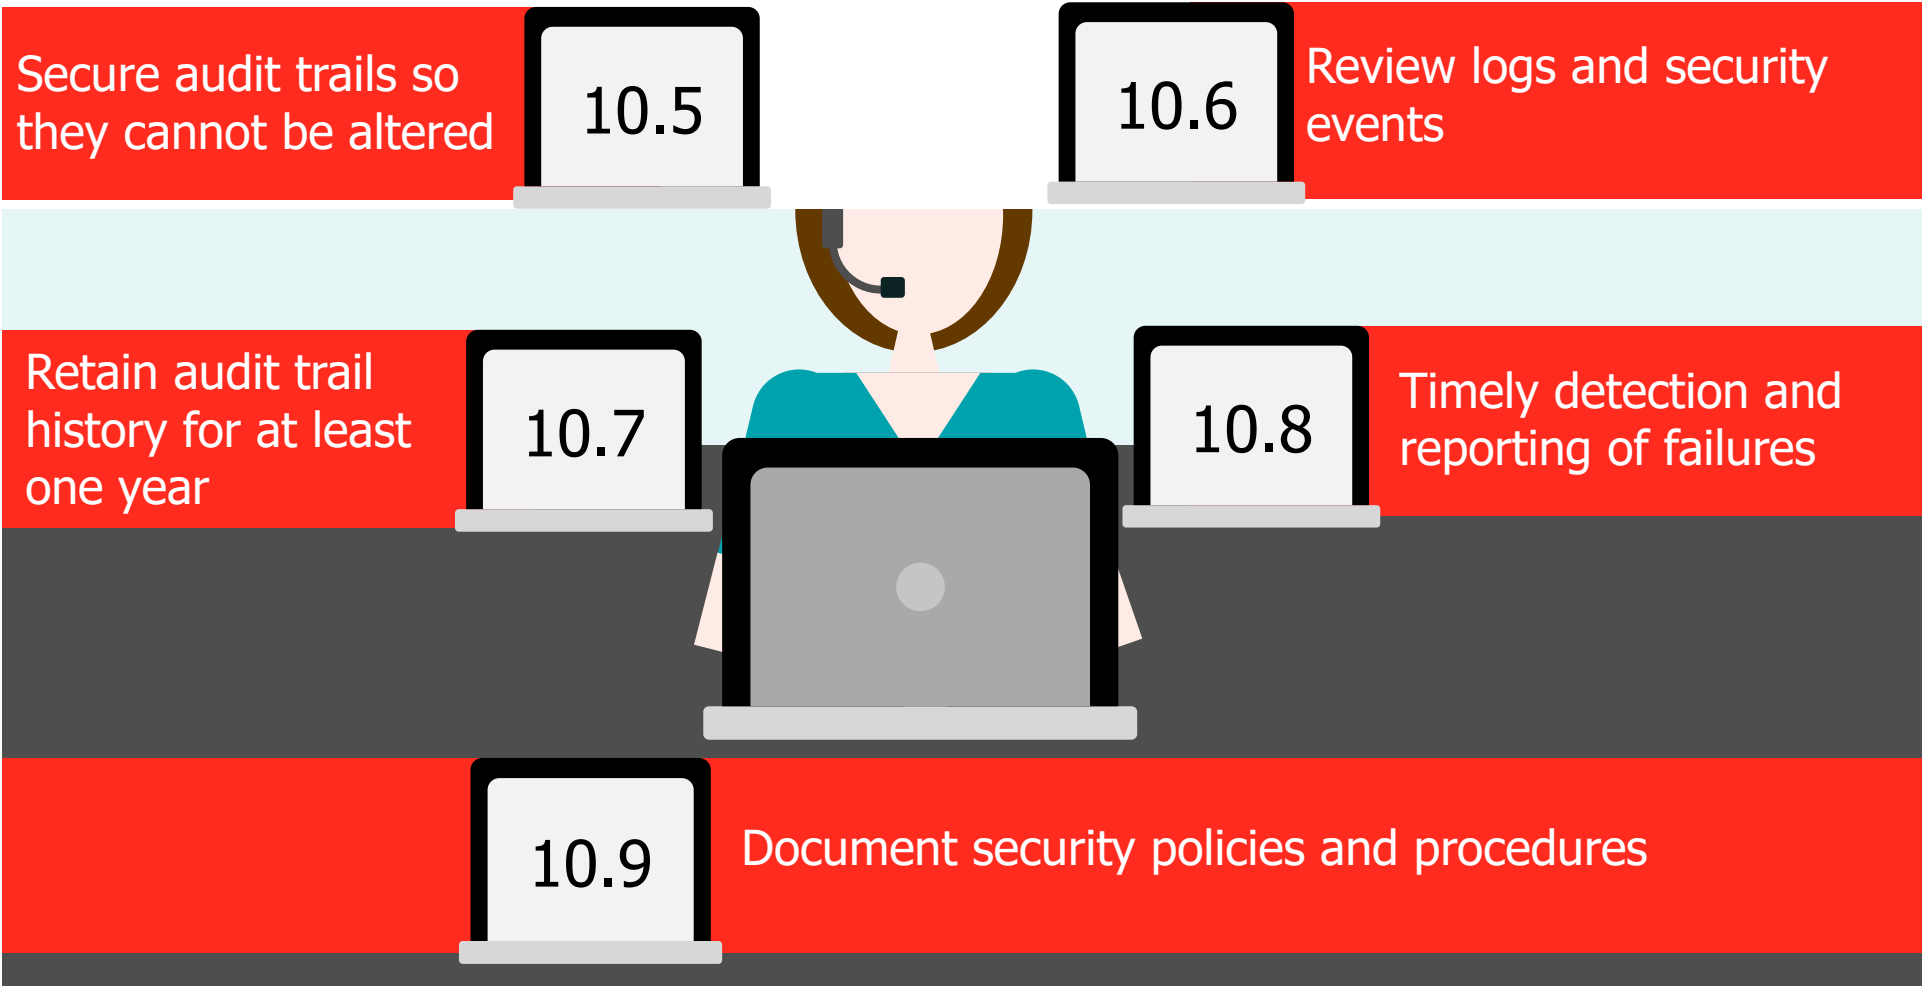 Secure audit trails so
they cannot be altered
10.5
10.6
Review logs and security
events
Retain audit trail
history for at least
one year
10.7
10.8
Timely detection and
reporting of failures
10.9
Document security policies and procedures